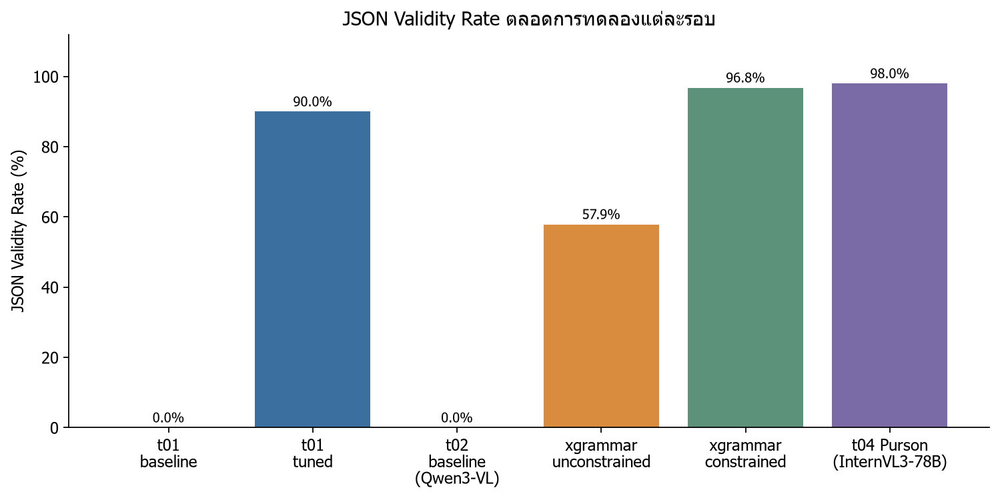 JSON Validity Rate ตลอดการทดลองแต่ละรอบ
JSON Validity Rate (%)
100
80
60
40
20
0
0.0%
90.0%
0.0%
57.9%
96.8%
98.0%
t01
baseline
t01
tuned
t02
baseline
(Qwen3-VL)
xgrammar
unconstrained
xgrammar
constrained
t04 Purson
(InternVL3-78B)